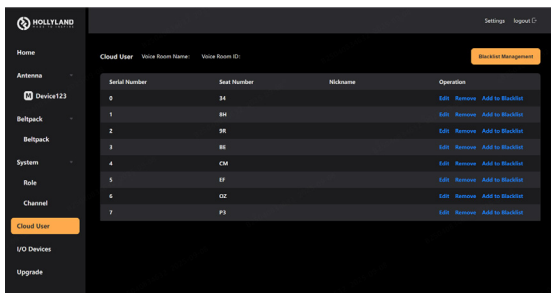 HOLLYLAND
Settings logout
Home
Cloud User Voice Room Name: Voice Room ID: Blacklist Management
Antenna
Serial Number Seat Number Nickname Operation
M Device123
0 34 Edit Remove Add to Blacklist
Beltpack
1 8H Edit Remove Add to Blacklist
2 9R Edit Remove Add to Blacklist
Beltpack
3 86 Edit Remove Add to Blacklist
System
4 CM Edit Remove Add to Blacklist
Role
5 EF Edit Remove Add to Blacklist
6 OZ Edit Remove Add to Blacklist
Channel
7 P3 Edit Remove Add to Blacklist
Cloud User
I/O Devices
Upgrade